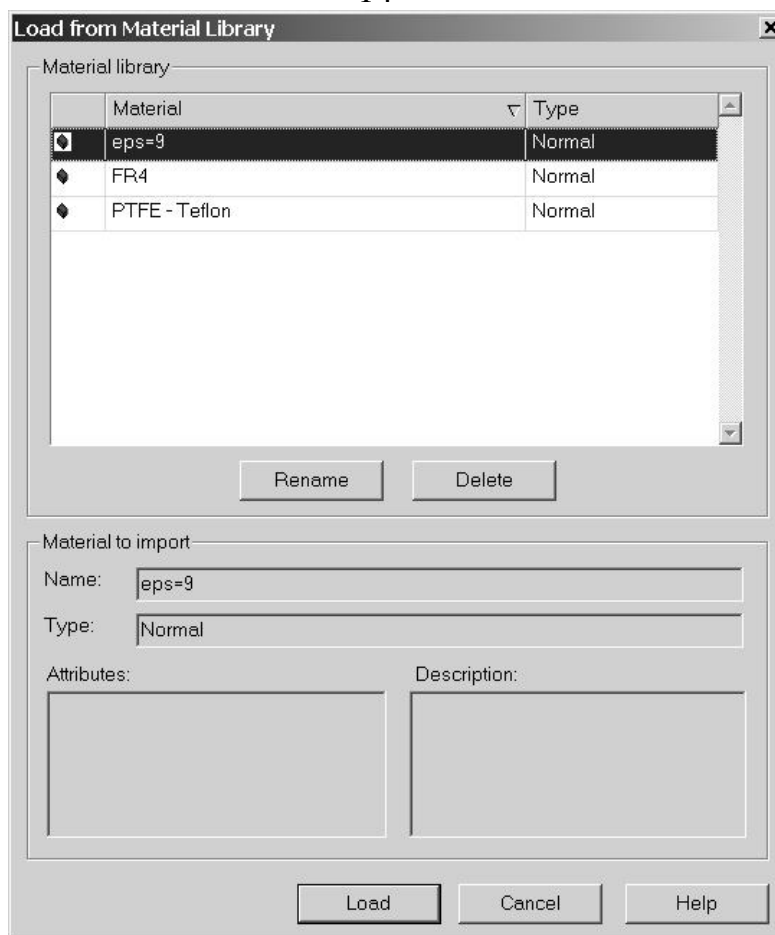 Load from Material Library
Material library
Material Type
eps=9 Normal
FR4 Normal
PTFE - Teflon Normal
Rename Delete
Material to import
Name: eps=9
Type: Normal
Attributes: Description:
Load Cancel Help